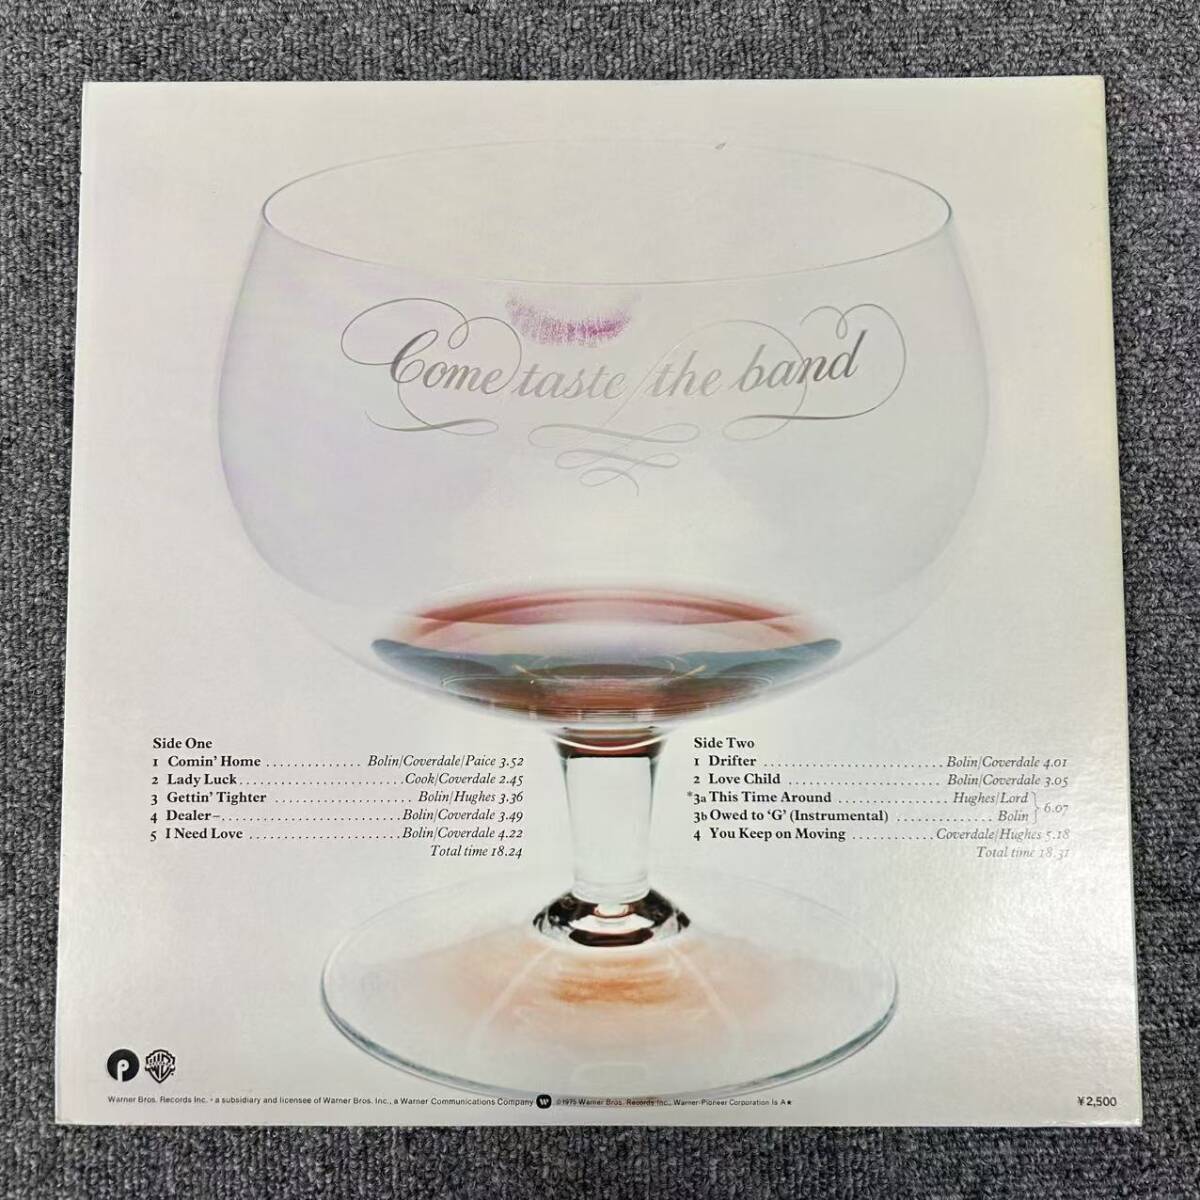 Come taste the band
Side One
1 Comin' Home .............. Bolin/Coverdale/Paice 3.52
2 Lady Luck........................Cook/Coverdale 2.45
3 Gettin' Tighter .................... Bolin/Hughes 3.36
4 Dealer–..........................Bolin/Coverdale 3.49
5 I Need Love ......................Bolin/Coverdale 4.22
Total time 18.24
Side Two
1 Drifter ...............................Bolin/Coverdale 4.01
2 Love Child ........................Bolin/Coverdale 3.05
*3a This Time Around ................ Hughes/Lord
3b Owed to 'G' (Instrumental) .............. Bolin } 6.07
4 You Keep on Moving ............Coverdale/Hughes 5.18
Total time 18.31
P WB
Warner Bros. Records Inc. • a subsidiary and licensee of Warner Bros. Inc., a Warner Communications Company W ©1975 Warner Bros. Records Inc., Warner-Pioneer Corporation Is A★
¥2,500